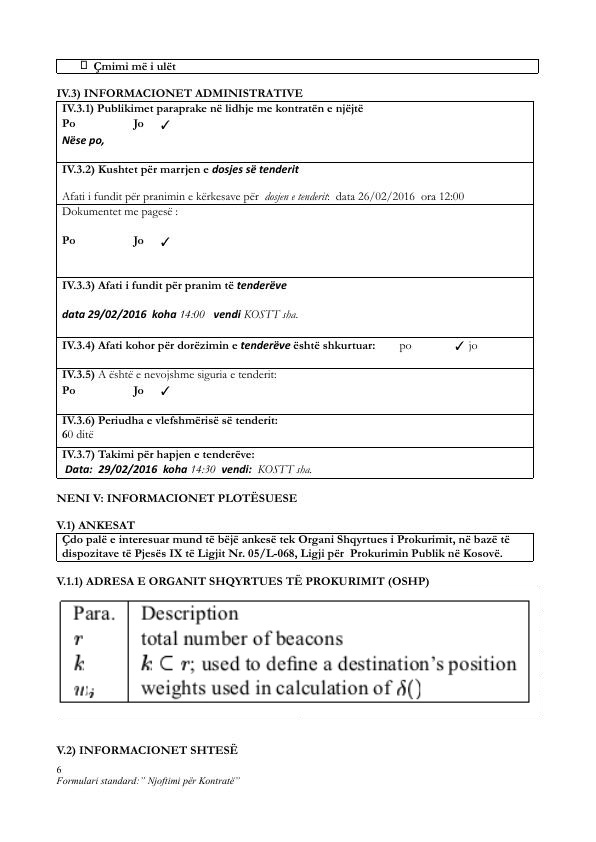 ☐ Çmimi më i ulët
IV.3) INFORMACIONET ADMINISTRATIVE
IV.3.1) Publikimet paraprake në lidhje me kontratën e njëjtë
Po Jo ✓
Nëse po,
IV.3.2) Kushtet për marrjen e dosjes së tenderit
Afati i fundit për pranimin e kërkesave për dosjen e tenderit: data 26/02/2016 ora 12:00
Dokumentet me pagesë :
Po Jo ✓
IV.3.3) Afati i fundit për pranim të tenderëve
data 29/02/2016 koha 14:00 vendi KOSTT sha.
IV.3.4) Afati kohor për dorëzimin e tenderëve është shkurtuar: po ✓ jo
IV.3.5) A është e nevojshme siguria e tenderit:
Po Jo ✓
IV.3.6) Periudha e vlefshmërisë së tenderit:
60 ditë
IV.3.7) Takimi për hapjen e tenderëve:
Data: 29/02/2016 koha 14:30 vendi: KOSTT sha.
NENI V: INFORMACIONET PLOTËSUESE
V.1) ANKESAT
Çdo palë e interesuar mund të bëjë ankesë tek Organi Shqyrtues i Prokurimit, në bazë të
dispozitave të Pjesës IX të Ligjit Nr. 05/L-068, Ligji për Prokurimin Publik në Kosovë.
V.1.1) ADRESA E ORGANIT SHQYRTUES TË PROKURIMIT (OSHP)
Para. Description
r total number of beacons
k k ⊂ r; used to define a destination's position
w_i weights used in calculation of δ()
V.2) INFORMACIONET SHTESË
6
Formulari standard:" Njoftimi për Kontratë"